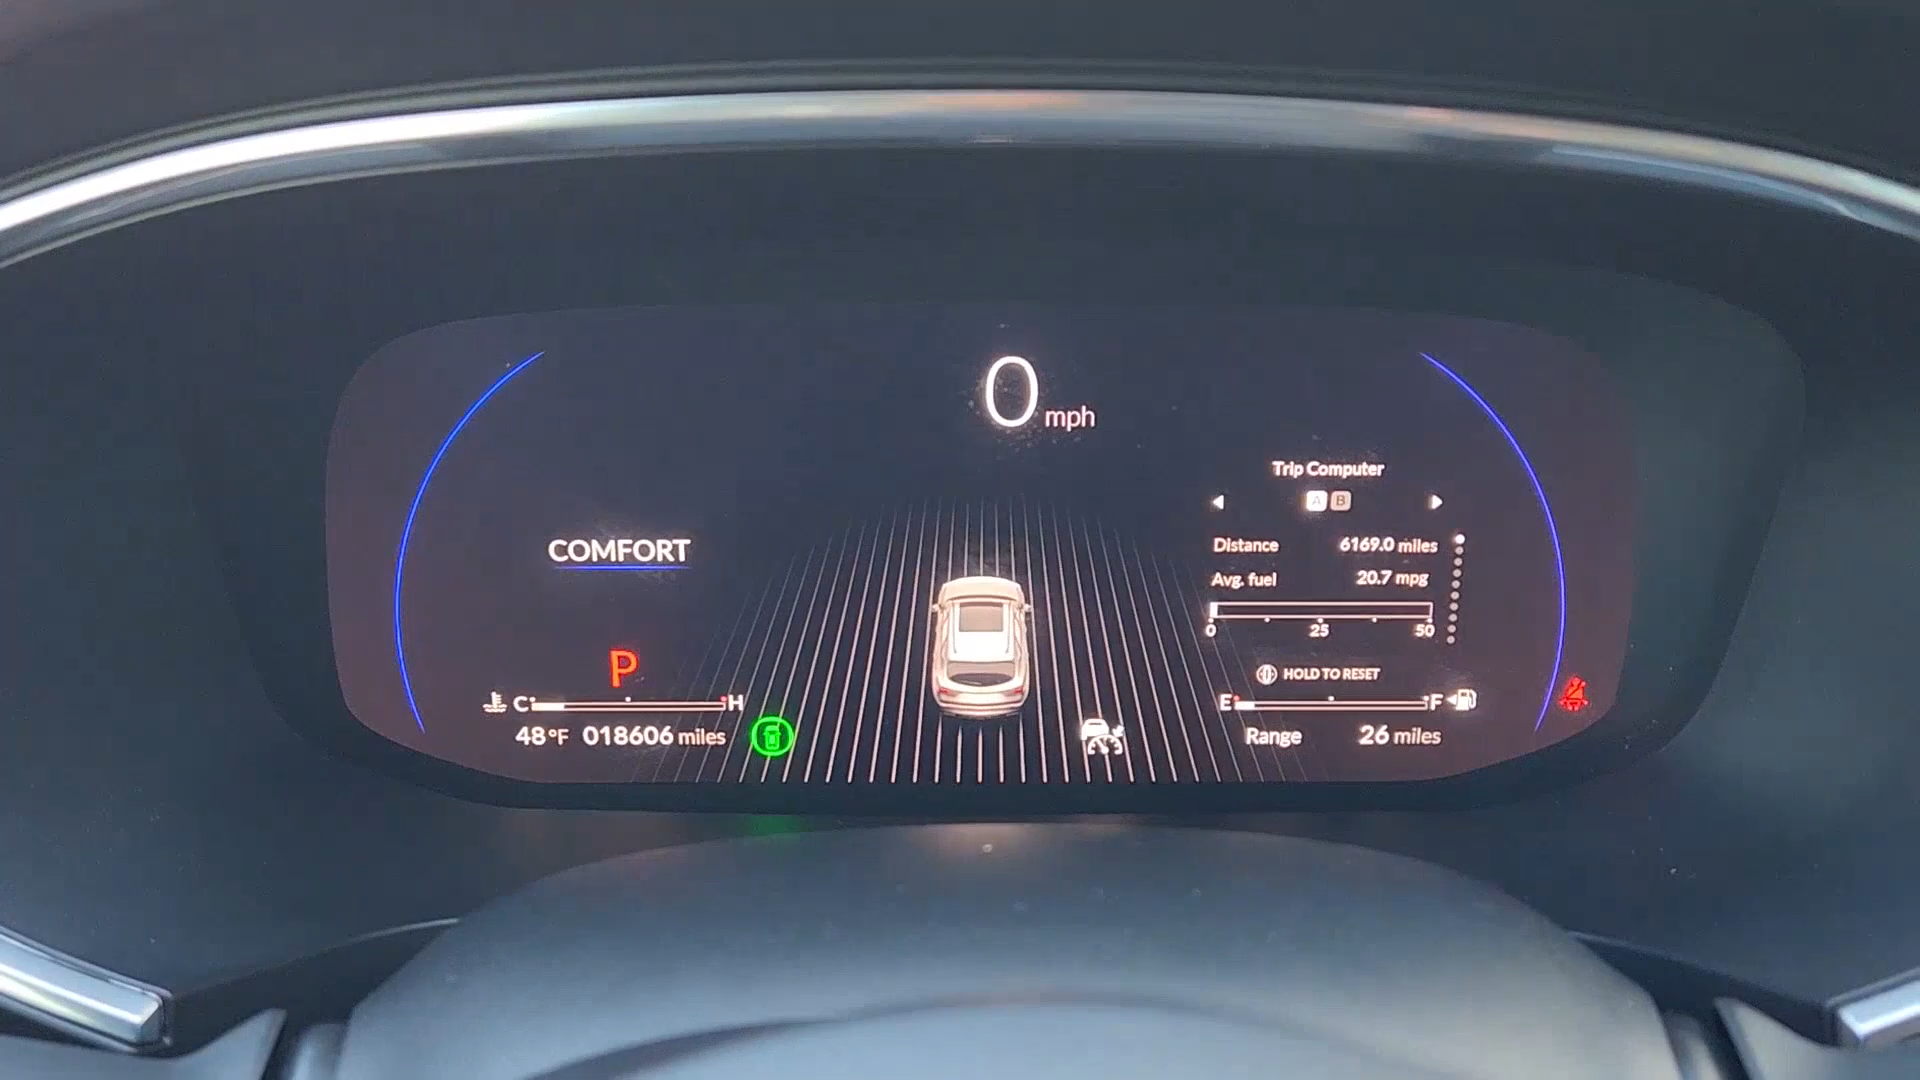 0 mph
Trip Computer
A B
COMFORT
Distance 6169.0 miles
Avg. fuel 20.7 mpg
0 25 50
P
HOLD TO RESET
C H
E F
48°F 018606 miles
Range 26 miles